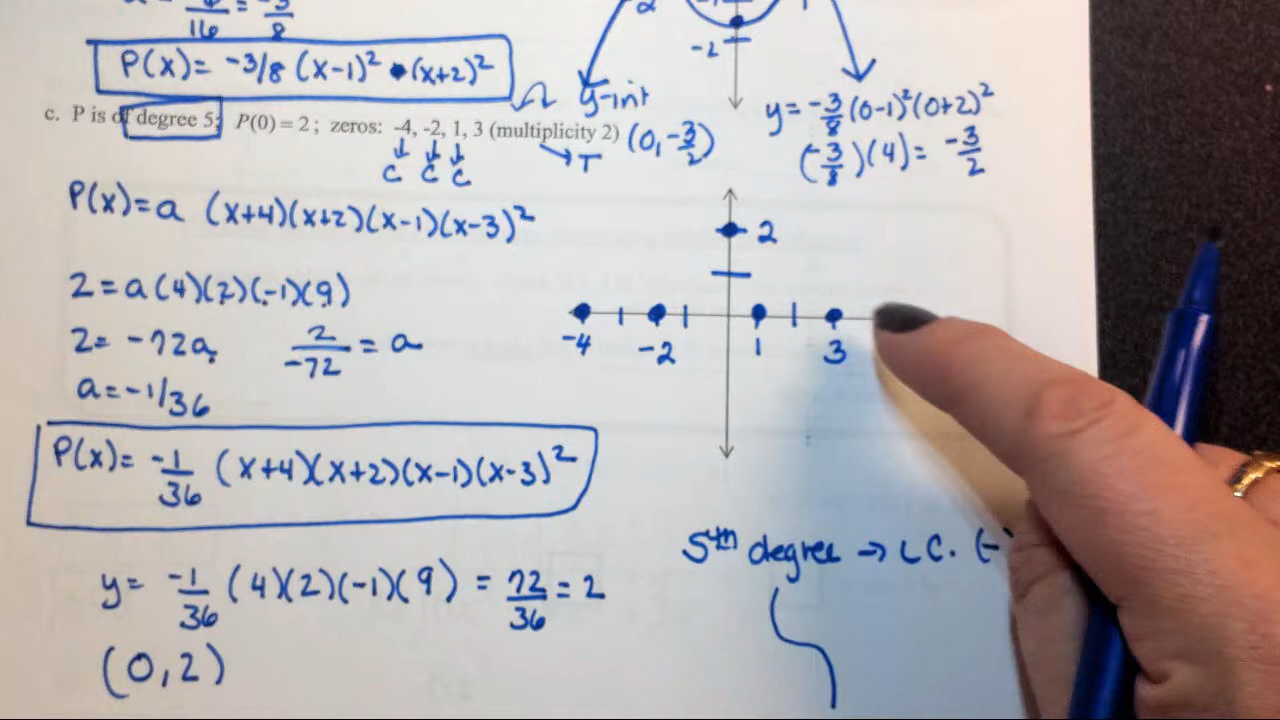 16 8
P(x) = -3/8 (x-1)² • (x+2)²
-2
y-int
(0, -3/2)
y = -3/8 (0-1)² (0+2)²
(-3/8)(4) = -3/2
c. P is of degree 5; P(0) = 2; zeros: -4, -2, 1, 3 (multiplicity 2)
C C C T
P(x) = a (x+4)(x+2)(x-1)(x-3)²
2 = a(4)(2)(-1)(9)
2 = -72a 2/-72 = a
a = -1/36
P(x) = -1/36 (x+4)(x+2)(x-1)(x-3)²
y = -1/36 (4)(2)(-1)(9) = 72/36 = 2
(0,2)
2
-4 -2 1 3
5th degree → LC. (-